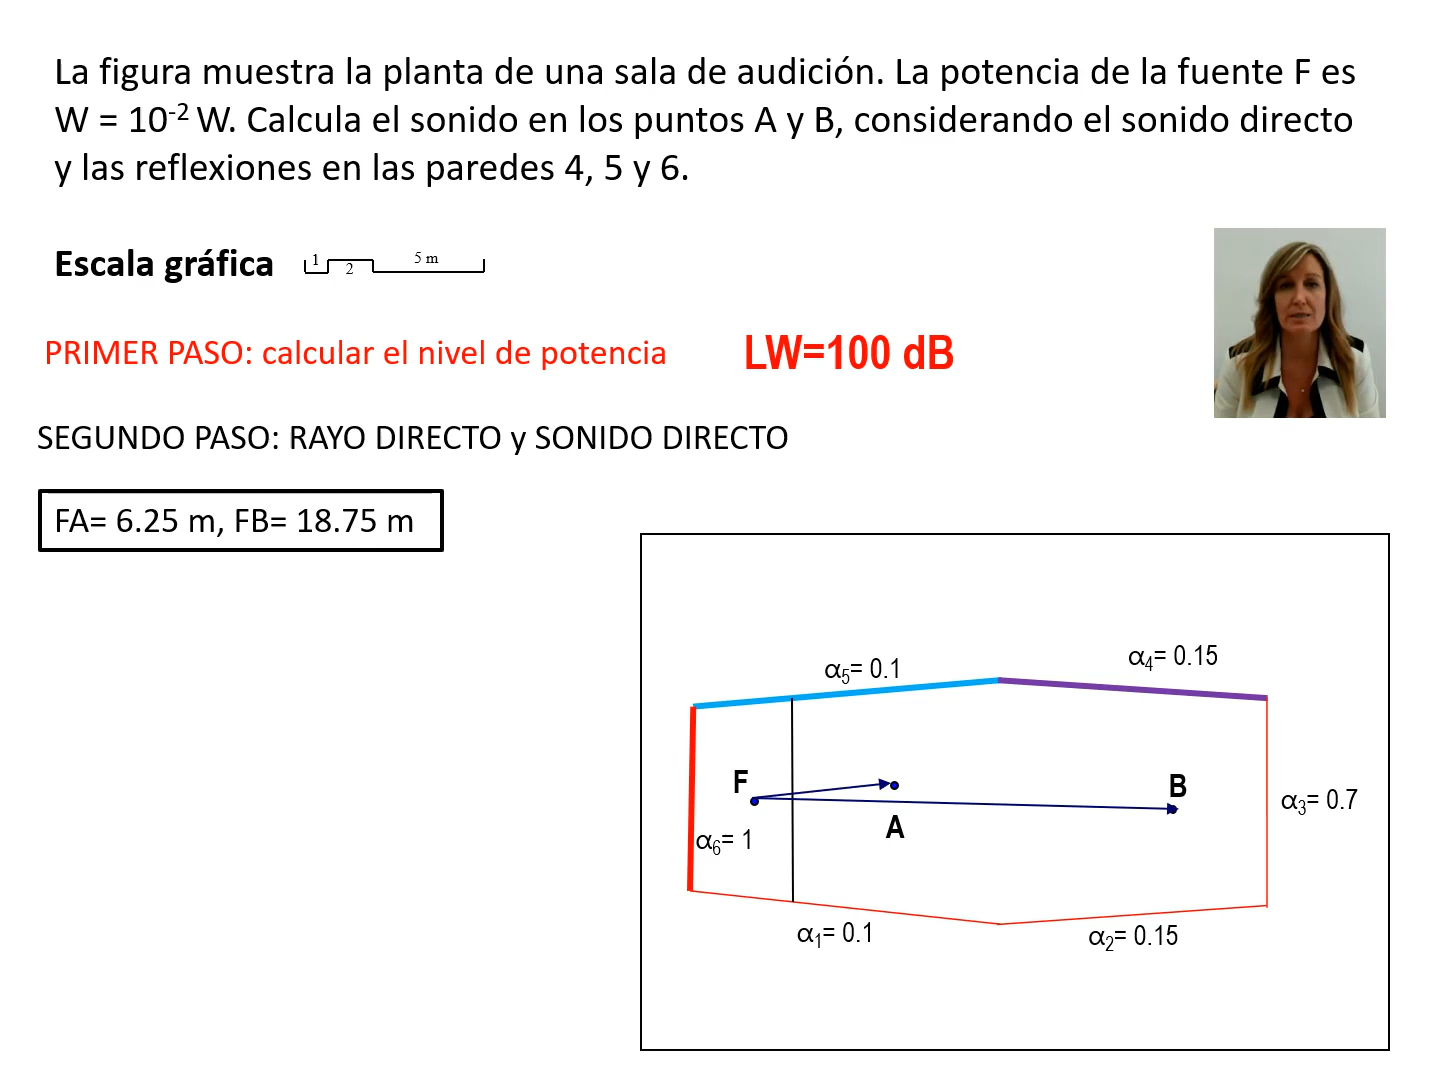 La figura muestra la planta de una sala de audición. La potencia de la fuente F es
W = 10-2 W. Calcula el sonido en los puntos A y B, considerando el sonido directo
y las reflexiones en las paredes 4, 5 y 6.
Escala gráfica
1
2
5 m
PRIMER PASO: calcular el nivel de potencia
LW=100 dB
SEGUNDO PASO: RAYO DIRECTO y SONIDO DIRECTO
FA= 6.25 m, FB= 18.75 m
α5= 0.1
α4= 0.15
F
B
α3= 0.7
A
α6= 1
α1= 0.1
α2= 0.15